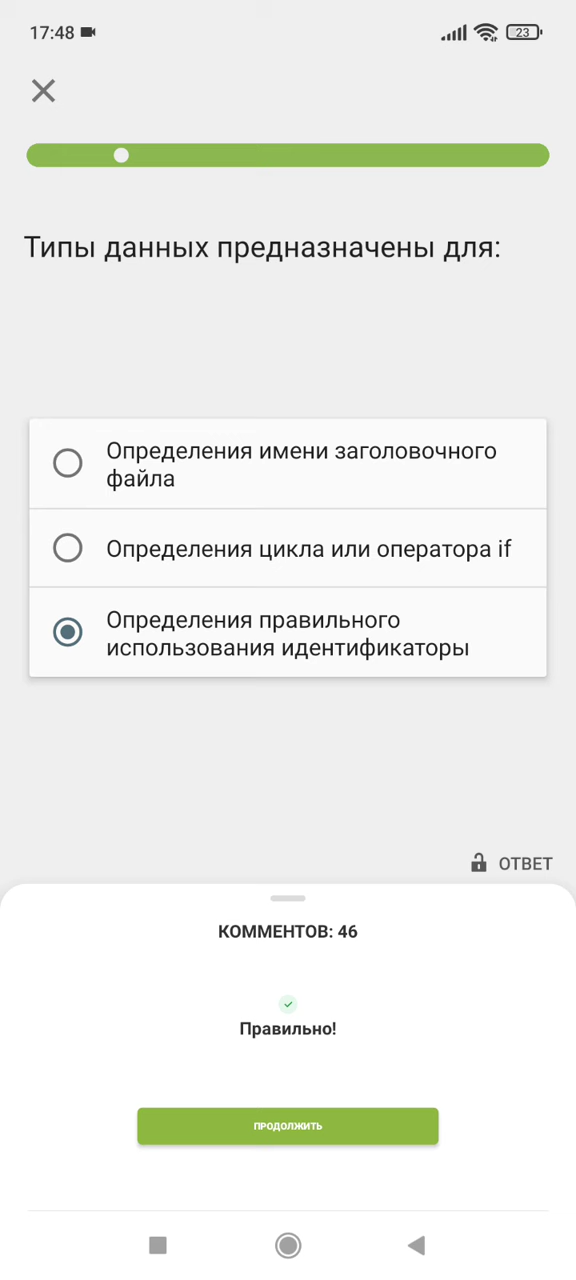 17:48
23
Типы данных предназначены для:
Определения имени заголовочного
файла
Определения цикла или оператора if
Определения правильного
использования идентификаторы
ОТВЕТ
КОММЕНТОВ: 46
Правильно!
ПРОДОЛЖИТЬ